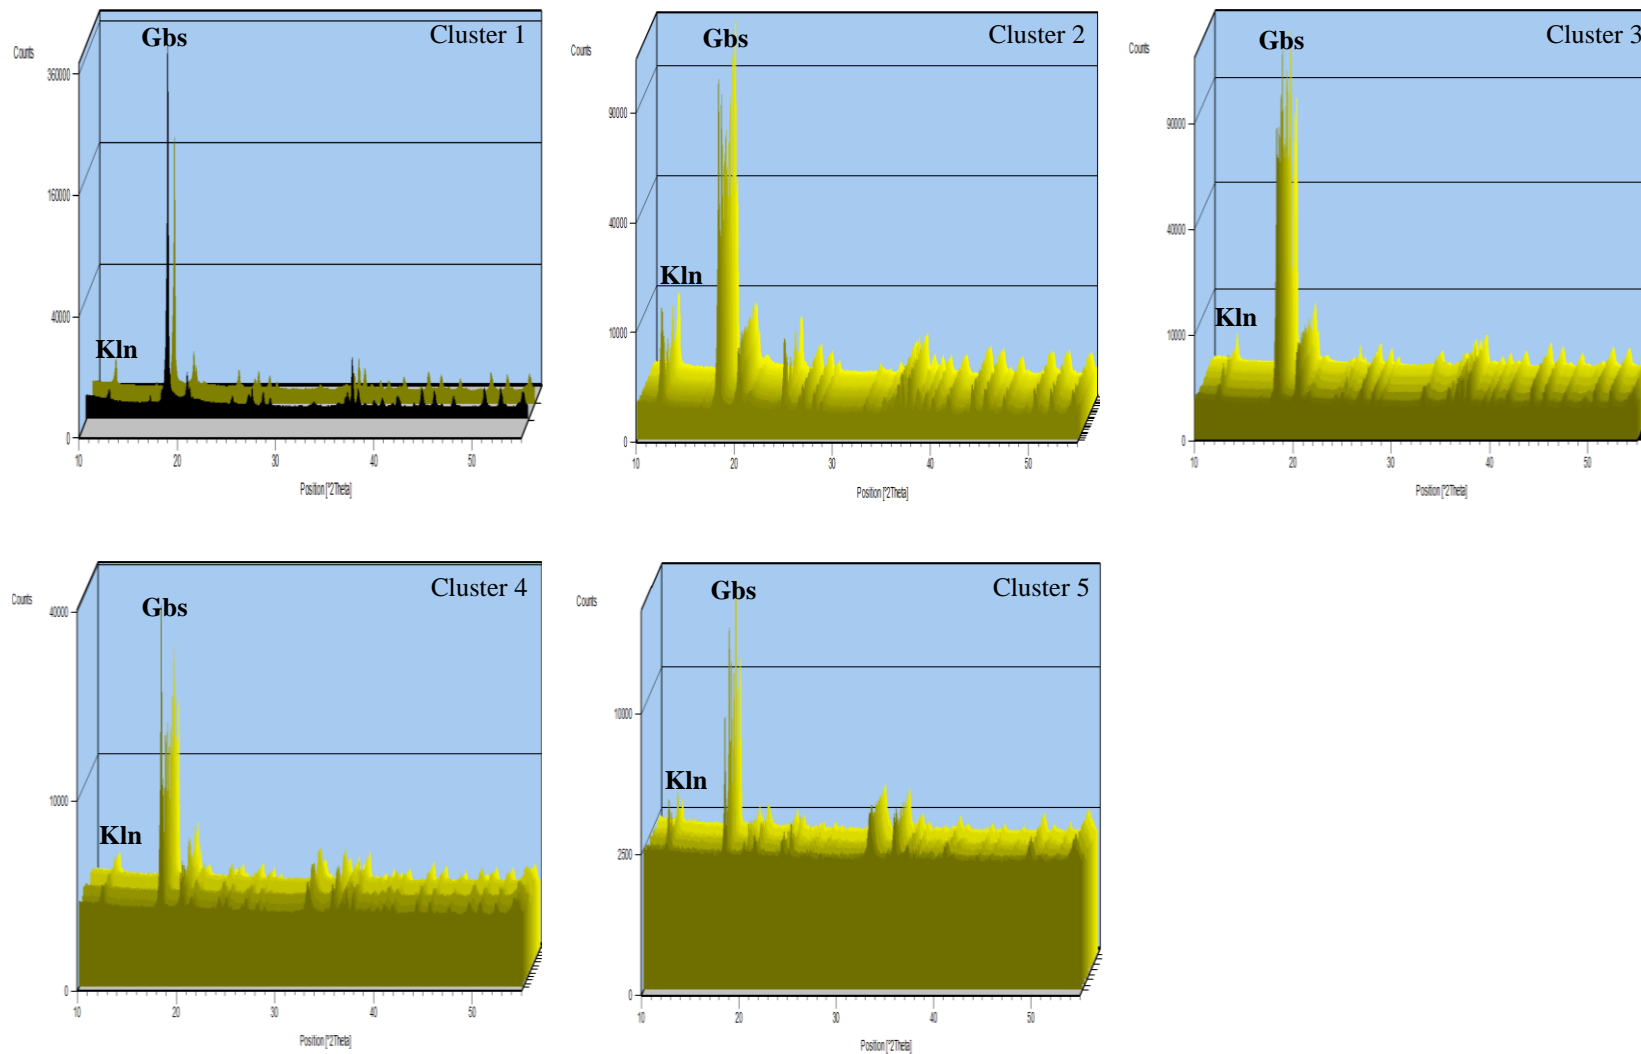 Cluster 1
Gbs
Kln
Counts
360000
160000
40000
0
10
20
30
40
50
Position [°2Theta]
Cluster 2
Gbs
Kln
Counts
90000
40000
10000
0
10
20
30
40
50
Position [°2Theta]
Cluster 3
Gbs
Kln
Counts
90000
40000
10000
0
10
20
30
40
50
Position [°2Theta]
Cluster 4
Gbs
Kln
Counts
40000
10000
0
10
20
30
40
50
Position [°2Theta]
Cluster 5
Gbs
Kln
Counts
10000
2500
0
10
20
30
40
50
Position [°2Theta]